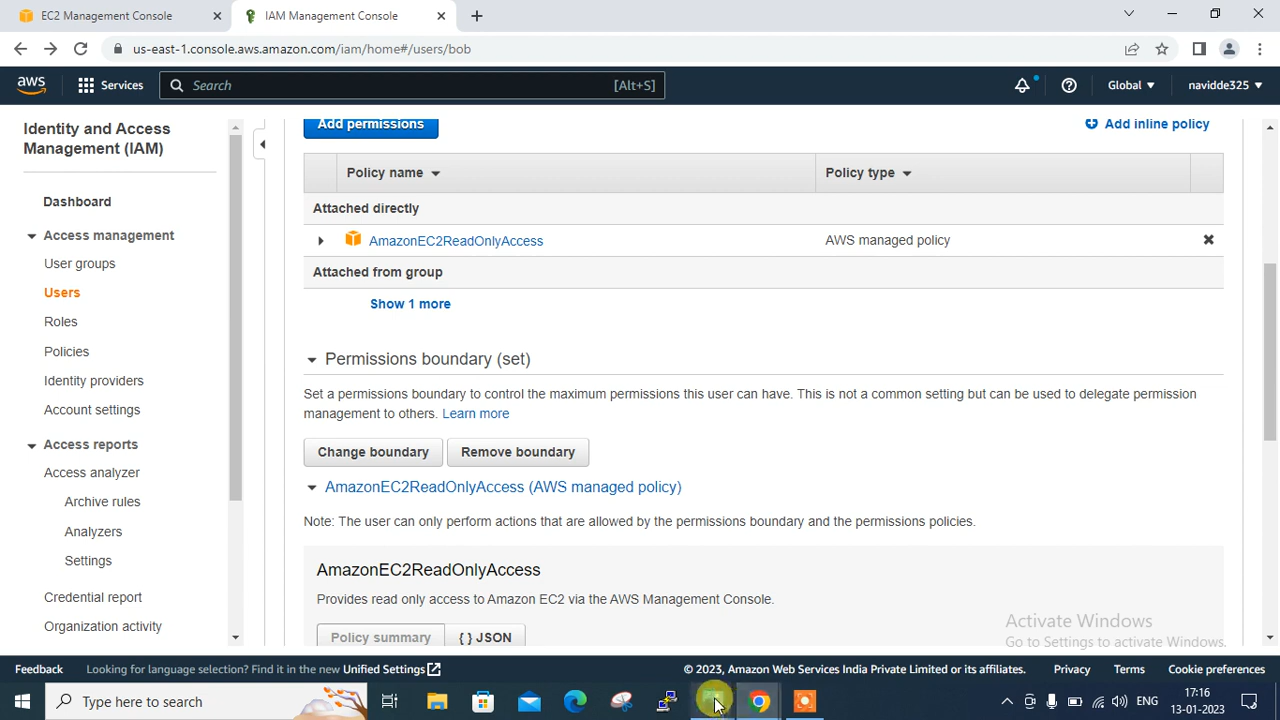 EC2 Management Console
IAM Management Console
us-east-1.console.aws.amazon.com/iam/home#/users/bob
aws
Services
Search
[Alt+S]
Global
navidde325
Identity and Access Management (IAM)
Dashboard
Access management
User groups
Users
Roles
Policies
Identity providers
Account settings
Access reports
Access analyzer
Archive rules
Analyzers
Settings
Credential report
Organization activity
Add permissions
Add inline policy
Policy name
Policy type
Attached directly
AmazonEC2ReadOnlyAccess
AWS managed policy
Attached from group
Show 1 more
Permissions boundary (set)
Set a permissions boundary to control the maximum permissions this user can have. This is not a common setting but can be used to delegate permission
management to others. Learn more
Change boundary
Remove boundary
AmazonEC2ReadOnlyAccess (AWS managed policy)
Note: The user can only perform actions that are allowed by the permissions boundary and the permissions policies.
AmazonEC2ReadOnlyAccess
Provides read only access to Amazon EC2 via the AWS Management Console.
Policy summary
{ } JSON
Activate Windows
Go to Settings to activate Windows.
Feedback
Looking for language selection? Find it in the new Unified Settings
© 2023, Amazon Web Services India Private Limited or its affiliates.
Privacy
Terms
Cookie preferences
Type here to search
ENG
17:16
13-01-2023